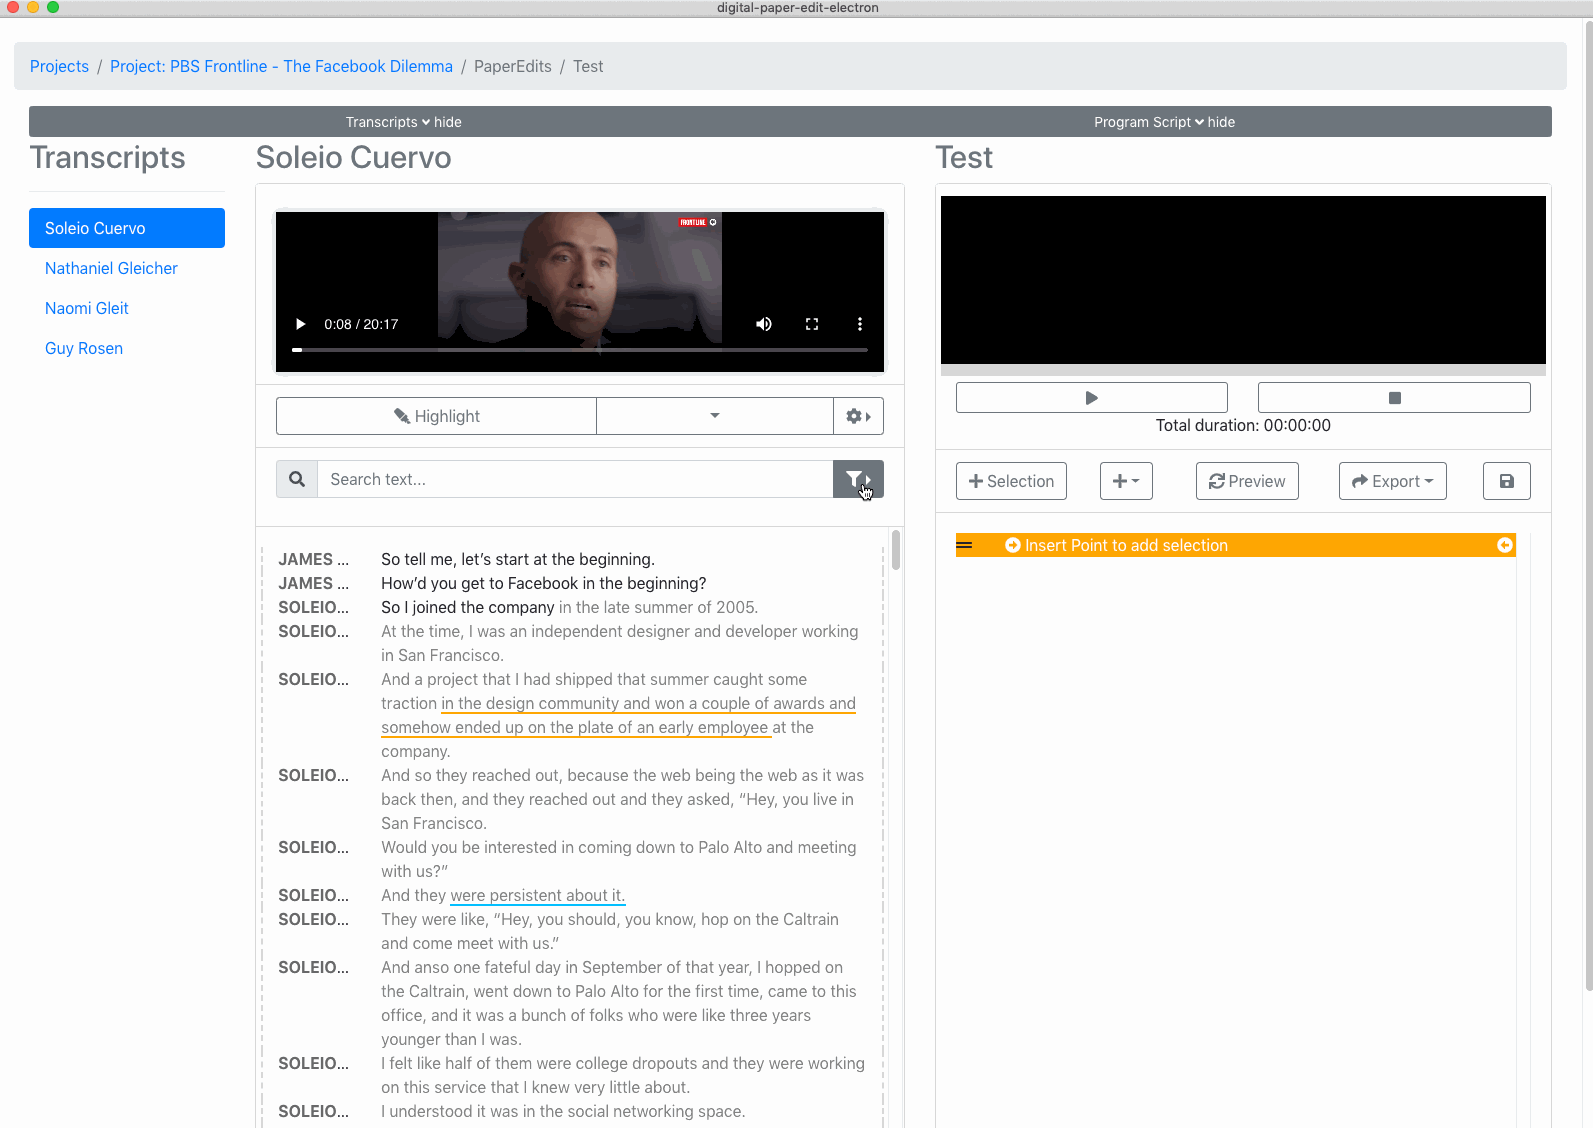 digital-paper-edit-electron
Projects / Project: PBS Frontline - The Facebook Dilemma / PaperEdits / Test
Transcripts hide
Program Script hide
Transcripts
Soleio Cuervo
Nathaniel Gleicher
Naomi Gleit
Guy Rosen
Soleio Cuervo
FRONTLINE
0:08 / 20:17
Highlight
Search text...
JAMES ... So tell me, let’s start at the beginning.
JAMES ... How’d you get to Facebook in the beginning?
SOLEIO... So I joined the company in the late summer of 2005.
SOLEIO... At the time, I was an independent designer and developer working
in San Francisco.
SOLEIO... And a project that I had shipped that summer caught some
traction in the design community and won a couple of awards and
somehow ended up on the plate of an early employee at the
company.
SOLEIO... And so they reached out, because the web being the web as it was
back then, and they reached out and they asked, “Hey, you live in
San Francisco.
SOLEIO... Would you be interested in coming down to Palo Alto and meeting
with us?”
SOLEIO... And they were persistent about it.
SOLEIO... They were like, “Hey, you should, you know, hop on the Caltrain
and come meet with us.”
SOLEIO... And anso one fateful day in September of that year, I hopped on
the Caltrain, went down to Palo Alto for the first time, came to this
office, and it was a bunch of folks who were like three years
younger than I was.
SOLEIO... I felt like half of them were college dropouts and they were working
on this service that I knew very little about.
SOLEIO... I understood it was in the social networking space.
Test
Total duration: 00:00:00
Selection
Preview
Export
Insert Point to add selection